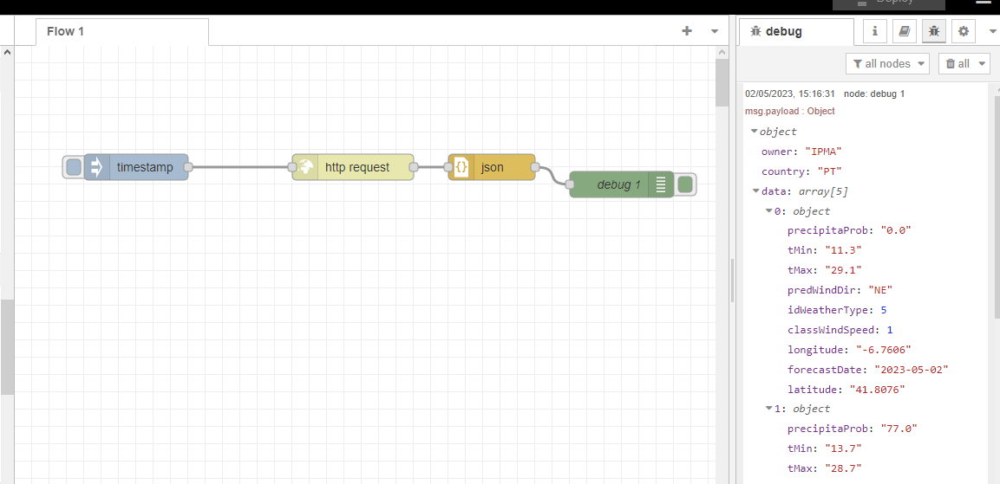 Deploy
Flow 1
debug
all nodes
all
timestamp
http request
json
debug 1
02/05/2023, 15:16:31 node: debug 1
msg.payload : Object
object
owner: "IPMA"
country: "PT"
data: array[5]
0: object
precipitaProb: "0.0"
tMin: "11.3"
tMax: "29.1"
predWindDir: "NE"
idWeatherType: 5
classWindSpeed: 1
longitude: "-6.7606"
forecastDate: "2023-05-02"
latitude: "41.8076"
1: object
precipitaProb: "77.0"
tMin: "13.7"
tMax: "28.7"